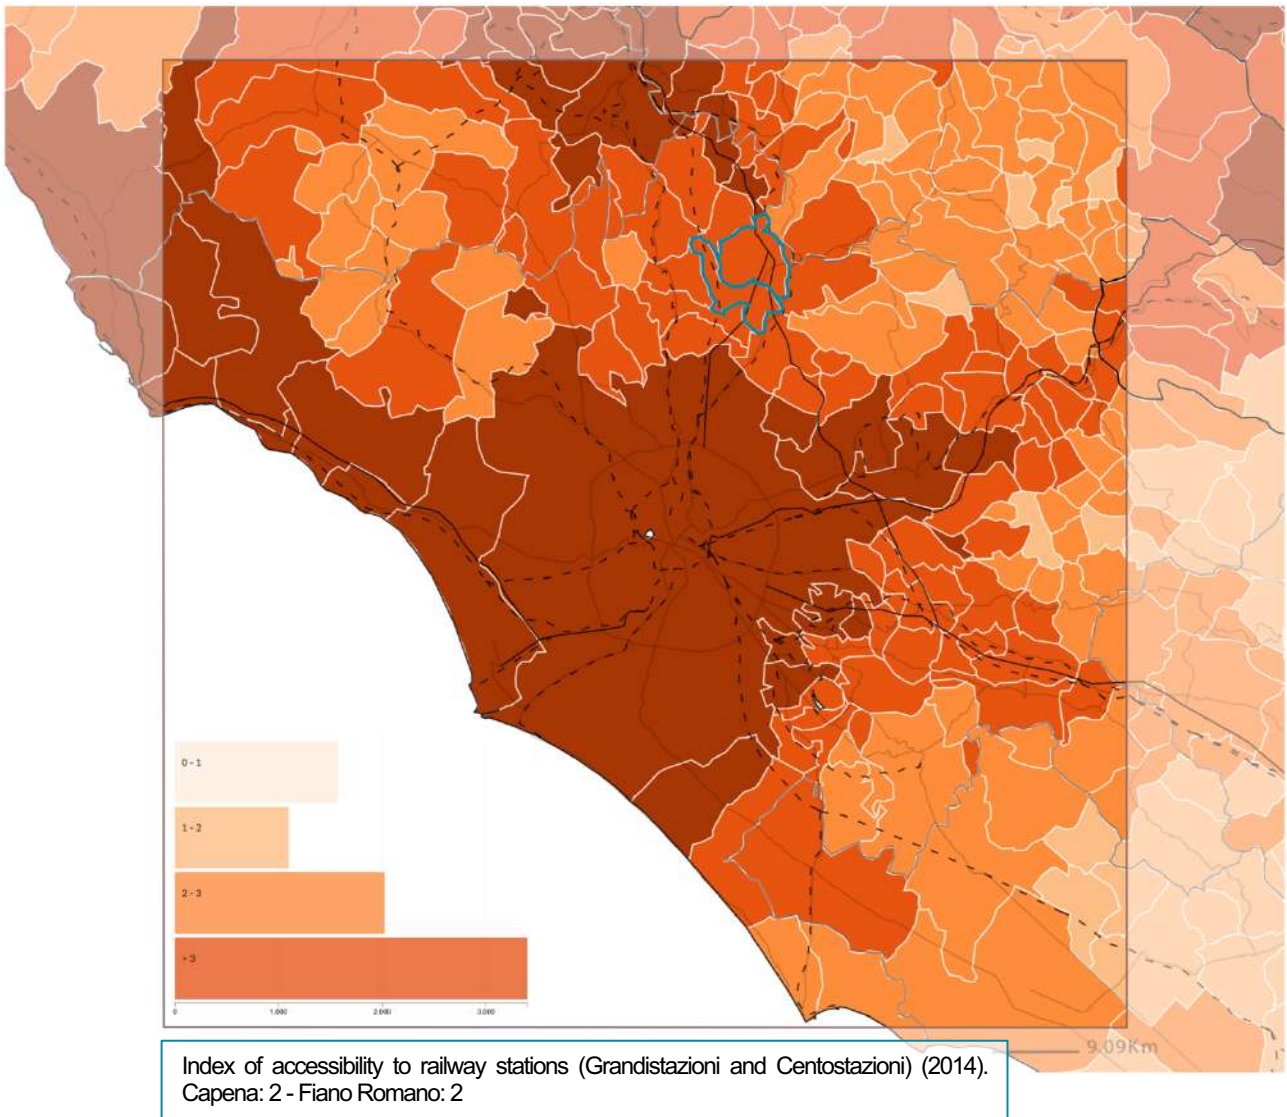 0 - 1
1 - 2
2 - 3
>3
0
1.000
2.000
3.000
9.09Km
Index of accessibility to railway stations (Grandistazioni and Centostazioni) (2014).
Capena: 2 - Fiano Romano: 2